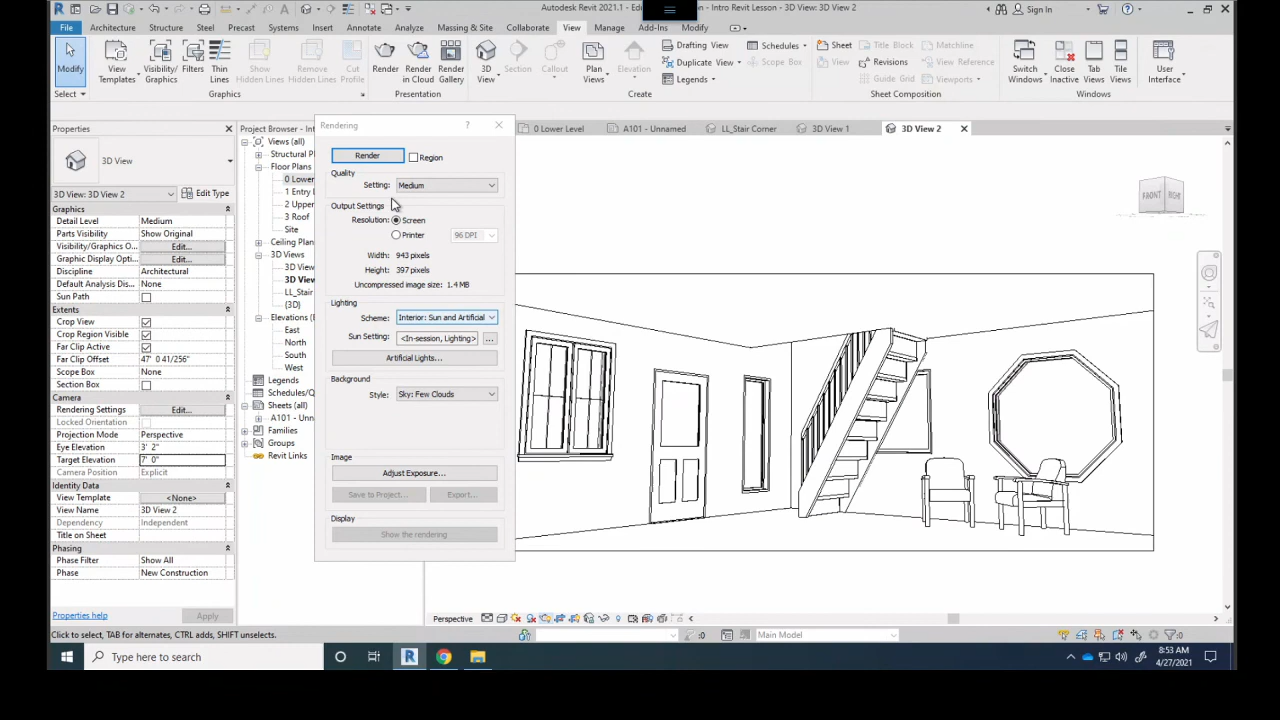 Autodesk Revit 2021.1 - Edu
n - Intro Revit Lesson - 3D View: 3D View 2
Sign In
File
Architecture
Structure
Steel
Precast
Systems
Insert
Annotate
Analyze
Massing & Site
Collaborate
View
Manage
Add-Ins
Modify
Modify
View Templates
Visibility/ Graphics
Filters
Thin Lines
Show Hidden Lines
Remove Hidden Lines
Cut Profile
Render
Render in Cloud
Render Gallery
3D View
Section
Callout
Plan Views
Elevation
Drafting View
Duplicate View
Legends
Schedules
Scope Box
Sheet
View
Title Block
Revisions
Guide Grid
Matchline
View Reference
Viewports
Switch Windows
Close Inactive
Tab Views
Tile Views
User Interface
Select
Graphics
Presentation
Create
Sheet Composition
Windows
Properties
3D View
3D View: 3D View 2
Edit Type
Graphics
Detail Level Medium
Parts Visibility Show Original
Visibility/Graphics O... Edit...
Graphic Display Opti... Edit...
Discipline Architectural
Default Analysis Dis... None
Sun Path
Extents
Crop View
Crop Region Visible
Far Clip Active
Far Clip Offset 47' 0 41/256"
Scope Box None
Section Box
Camera
Rendering Settings Edit...
Locked Orientation
Projection Mode Perspective
Eye Elevation 3' 2"
Target Elevation 7' 0"
Camera Position Explicit
Identity Data
View Template <None>
View Name 3D View 2
Dependency Independent
Title on Sheet
Phasing
Phase Filter Show All
Phase New Construction
Properties help
Apply
Project Browser - Int
Views (all)
Structural Pl
Floor Plans
0 Lower
1 Entry L
2 Upper
3 Roof
Site
Ceiling Plan
3D Views
3D View
3D View
LL_Stair
{3D}
Elevations (B
East
North
South
West
Legends
Schedules/Q
Sheets (all)
A101 - Unn
Families
Groups
Revit Links
Rendering
?
Render
Region
Quality
Setting: Medium
Output Settings
Resolution: Screen
Printer 96 DPI
Width: 943 pixels
Height: 397 pixels
Uncompressed image size: 1.4 MB
Lighting
Scheme: Interior: Sun and Artificial
Sun Setting: <In-session, Lighting> ...
Artificial Lights...
Background
Style: Sky: Few Clouds
Image
Adjust Exposure...
Save to Project...
Export...
Display
Show the rendering
0 Lower Level
A101 - Unnamed
LL_Stair Corner
3D View 1
3D View 2
FRONT
RIGHT
Perspective
Click to select, TAB for alternates, CTRL adds, SHIFT unselects.
:0
Main Model
:0
Type here to search
8:53 AM
4/27/2021